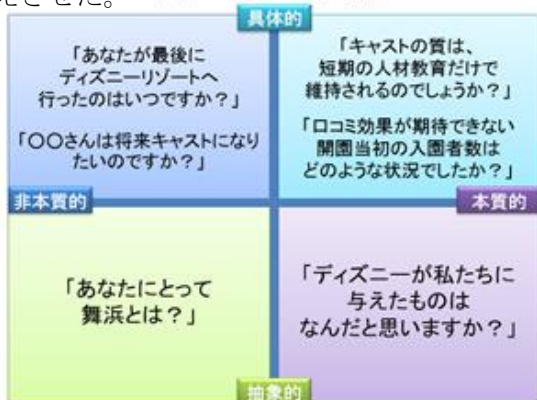 させた。
具体的
「あなたが最後に
ディズニーリゾートへ
行ったのはいつですか？」
「〇〇さんは将来キャストになり
たいのですか？」
「キャストの質は、
短期の人材教育だけで
維持されるのでしょうか？」
「口コミ効果が期待できない
開園当初の入園者数は
どのような状況でしたか？」
非本質的
本質的
「あなたにとって
舞浜とは？」
「ディズニーが私たちに
与えたものは
なんだと思いますか？」
抽象的